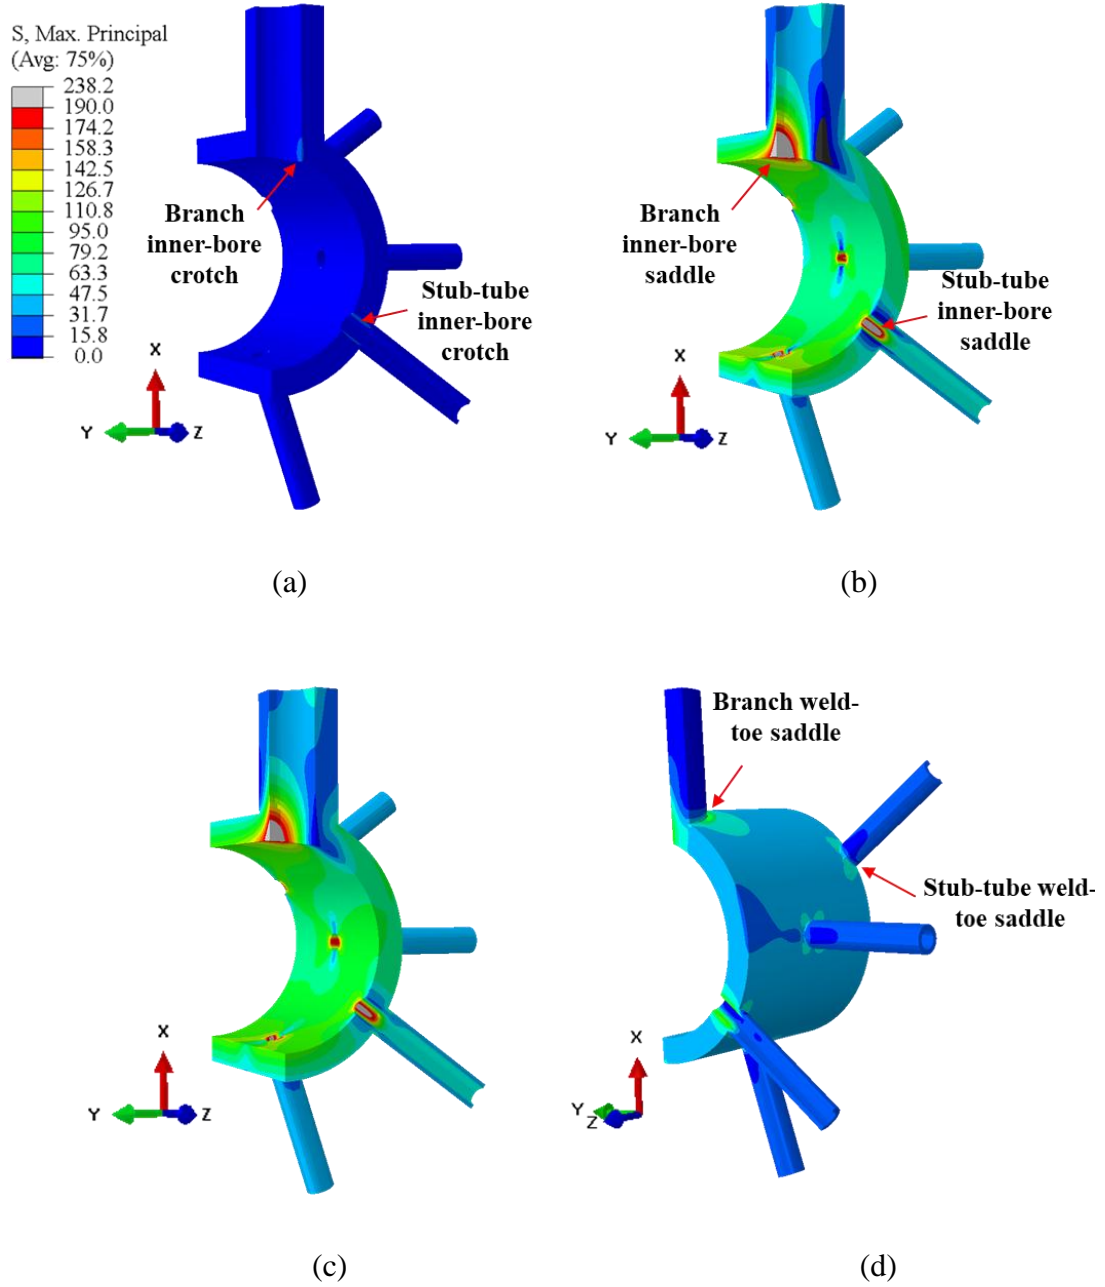 S, Max. Principal
(Avg: 75%)
238.2
190.0
174.2
158.3
142.5
126.7
110.8
95.0
79.2
63.3
47.5
31.7
15.8
0.0
Branch
inner-bore
crotch
Stub-tube
inner-bore
crotch
X
Y
Z
(a)
Branch
inner-bore
saddle
Stub-tube
inner-bore
saddle
X
Y
Z
(b)
X
Y
Z
(c)
Branch weld-
toe saddle
Stub-tube weld-
toe saddle
X
Y
Z
(d)